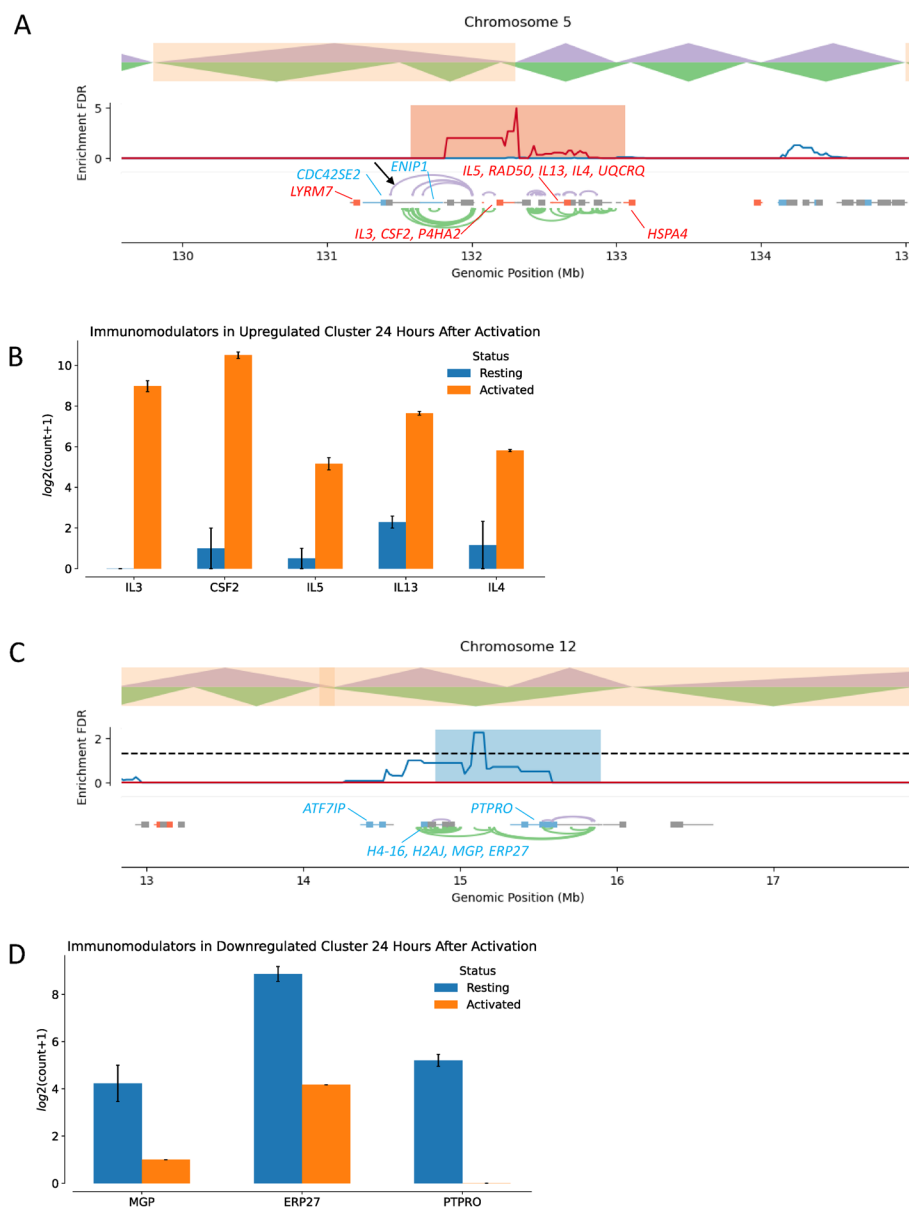 A
Chromosome 5
Enrichment FDR
5
0
ENIP1
IL5, RAD50, IL13, IL4, UQCRQ
CDC42SE2
LYRM7
IL3, CSF2, P4HA2
HSPA4
130 131 132 133 134 13
Genomic Position (Mb)
B
Immunomodulators in Upregulated Cluster 24 Hours After Activation
Status
Resting
Activated
log2(count+1)
10
8
6
4
2
0
IL3 CSF2 IL5 IL13 IL4
C
Chromosome 12
Enrichment FDR
2
0
ATF7IP
PTPRO
H4-16, H2AJ, MGP, ERP27
13 14 15 16 17
Genomic Position (Mb)
D
Immunomodulators in Downregulated Cluster 24 Hours After Activation
Status
Resting
Activated
log2(count+1)
8
6
4
2
0
MGP ERP27 PTPRO